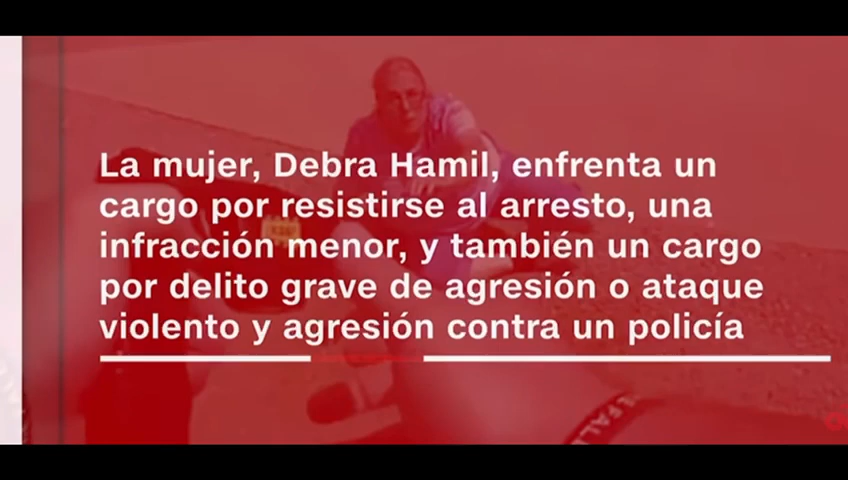 La mujer, Debra Hamil, enfrenta un
cargo por resistirse al arresto, una
infracción menor, y también un cargo
por delito grave de agresión o ataque
violento y agresión contra un policía